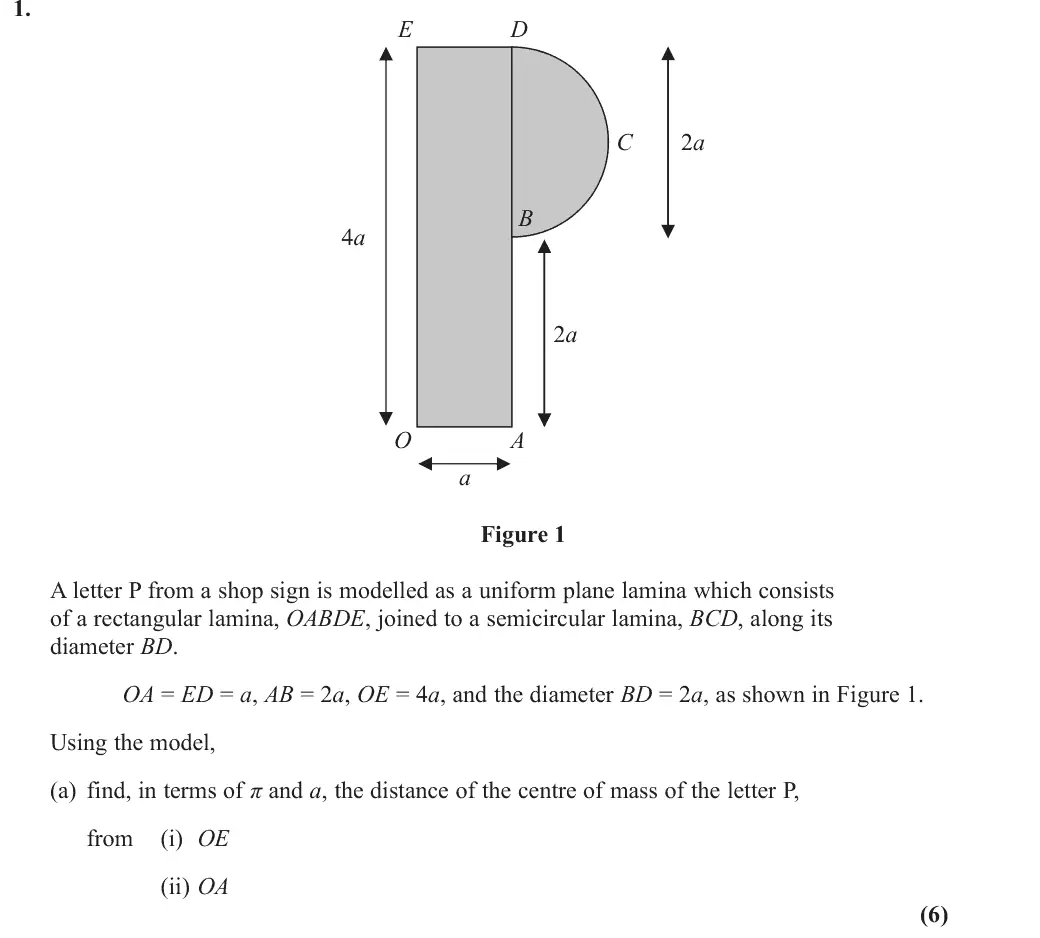 1.
E
D
C
2a
B
4a
2a
O
A
a
Figure 1
A letter P from a shop sign is modelled as a uniform plane lamina which consists
of a rectangular lamina, OABDE, joined to a semicircular lamina, BCD, along its
diameter BD.
OA = ED = a, AB = 2a, OE = 4a, and the diameter BD = 2a, as shown in Figure 1.
Using the model,
(a) find, in terms of π and a, the distance of the centre of mass of the letter P,
from (i) OE
(ii) OA
(6)